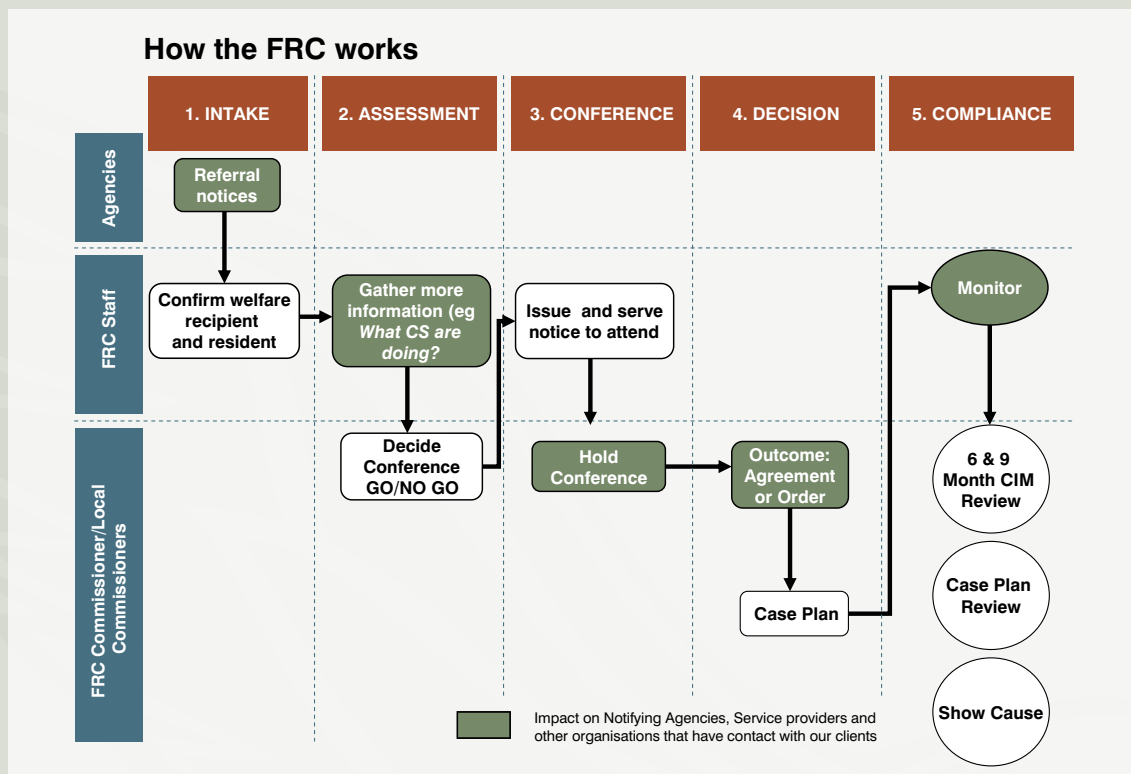 How the FRC works
1. INTAKE
2. ASSESSMENT
3. CONFERENCE
4. DECISION
5. COMPLIANCE
Agencies
Referral
notices
FRC Staff
Confirm welfare
recipient
and resident
Gather more
information (eg
What CS are
doing?
Issue and serve
notice to attend
Monitor
FRC Commissioner/Local
Commissioners
Decide
Conference
GO/NO GO
Hold
Conference
Outcome:
Agreement
or Order
Case Plan
6 & 9
Month CIM
Review
Case Plan
Review
Show Cause
Impact on Notifying Agencies, Service providers and
other organisations that have contact with our clients